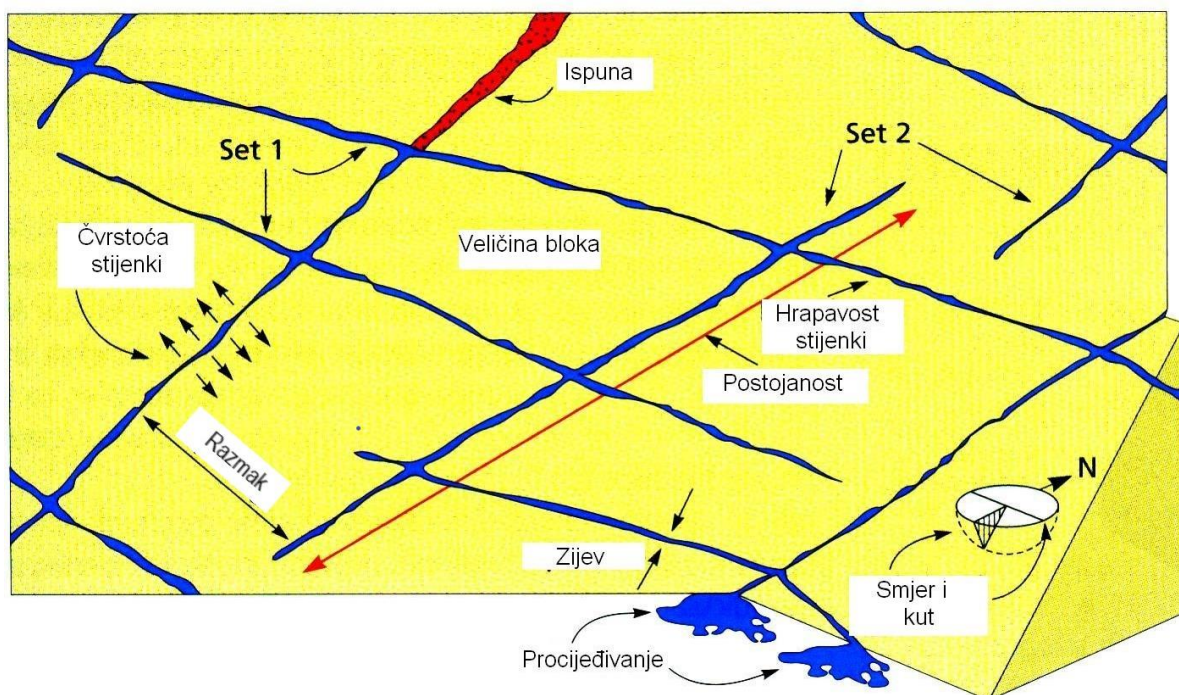 Ispuna
Set 1
Set 2
Čvrstoća
stijenki
Veličina bloka
Hrapavost
stijenki
Postojanost
Razmak
N
Zijev
Smjer i
kut
Procijeđivanje